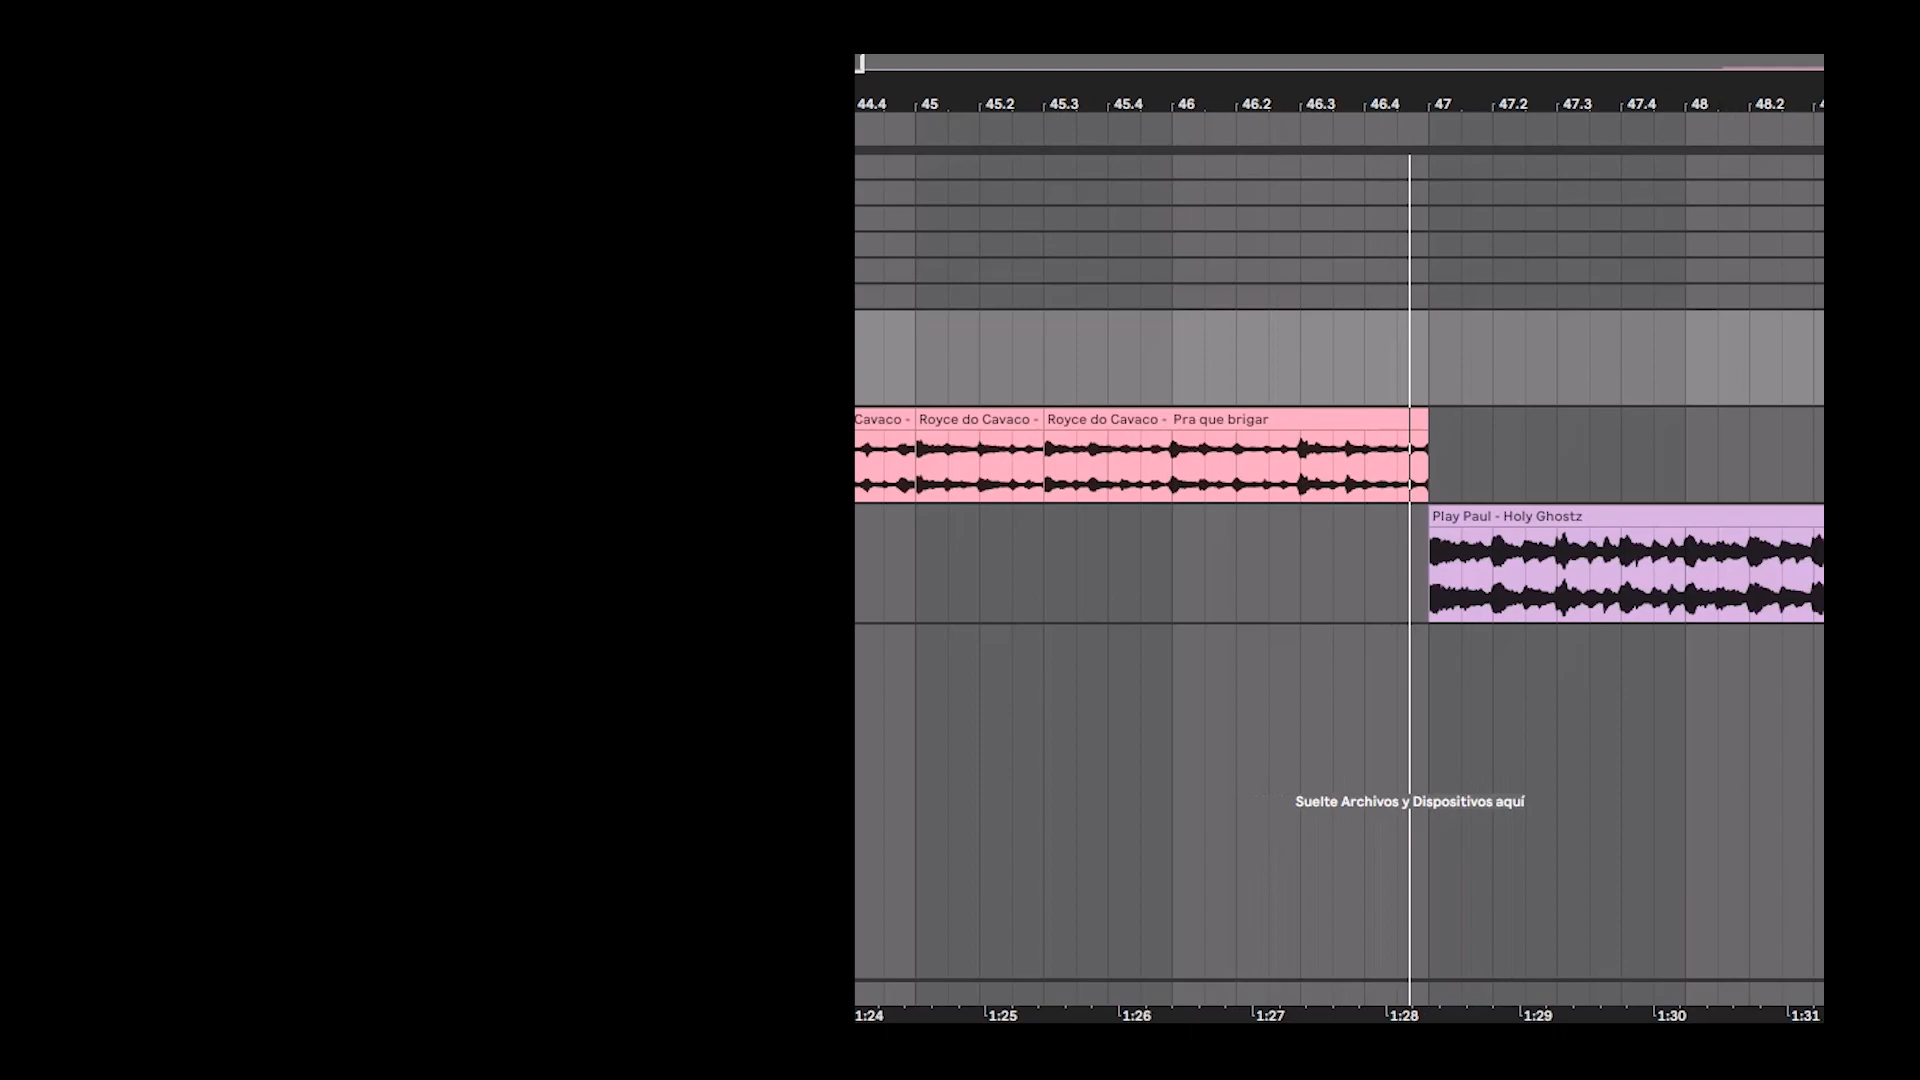 44.4 45 45.2 45.3 45.4 46 46.2 46.3 46.4 47 47.2 47.3 47.4 48 48.2
Cavaco - Royce do Cavaco - Royce do Cavaco - Pra que brigar
Play Paul - Holy Ghostz
Suelte Archivos y Dispositivos aquí
1:24 1:25 1:26 1:27 1:28 1:29 1:30 1:31